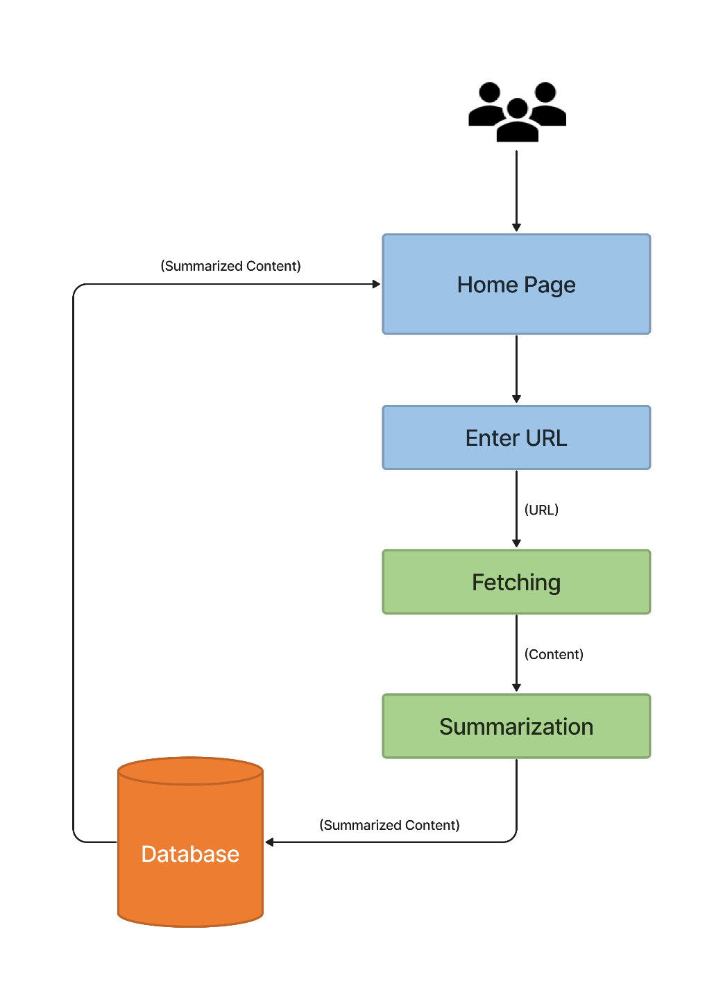 (Summarized Content)
Home Page
Enter URL
(URL)
Fetching
(Content)
Summarization
(Summarized Content)
Database